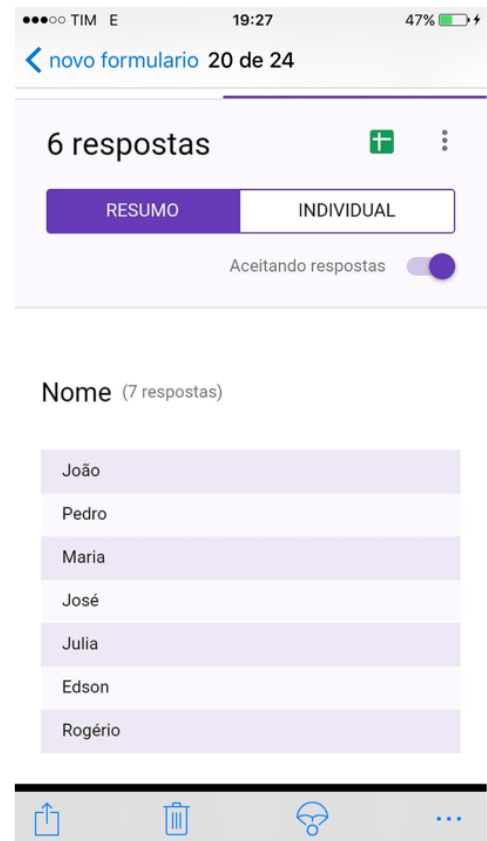 TIM E 19:27 47%
novo formulario 20 de 24
6 respostas
RESUMO INDIVIDUAL
Aceitando respostas
Nome (7 respostas)
João
Pedro
Maria
José
Julia
Edson
Rogério